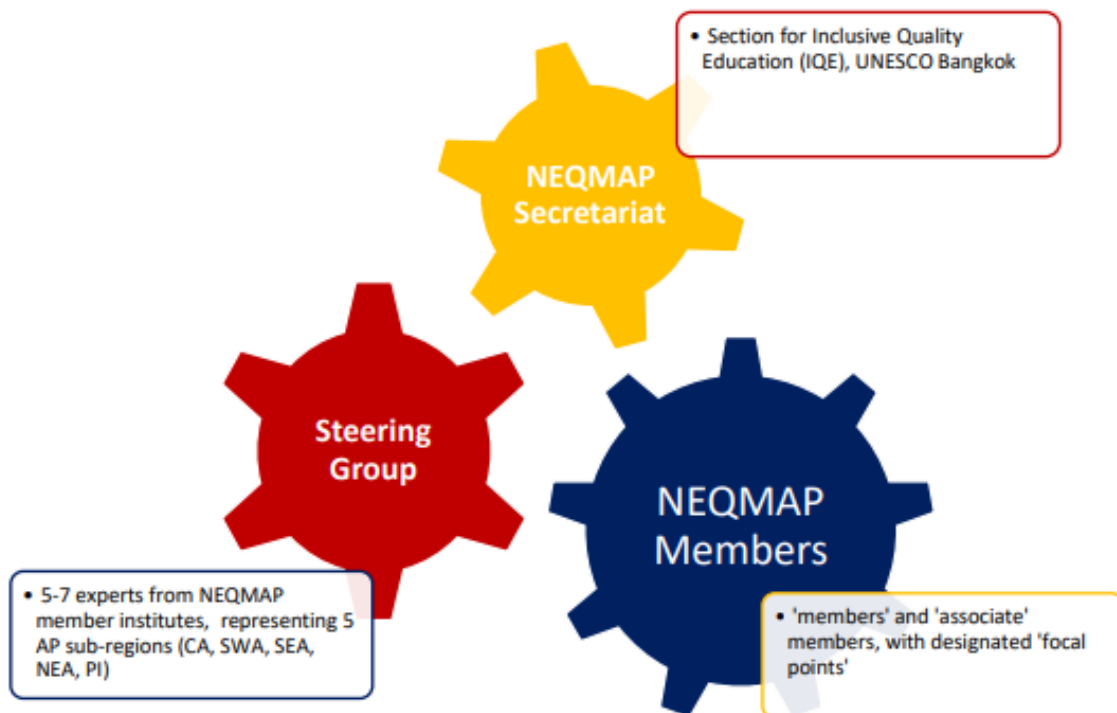 • Section for Inclusive Quality
Education (IQE), UNESCO Bangkok
NEQMAP
Secretariat
Steering
Group
NEQMAP
Members
• 5-7 experts from NEQMAP
member institutes, representing 5
AP sub-regions (CA, SWA, SEA,
NEA, PI)
• 'members' and 'associate'
members, with designated 'focal
points'